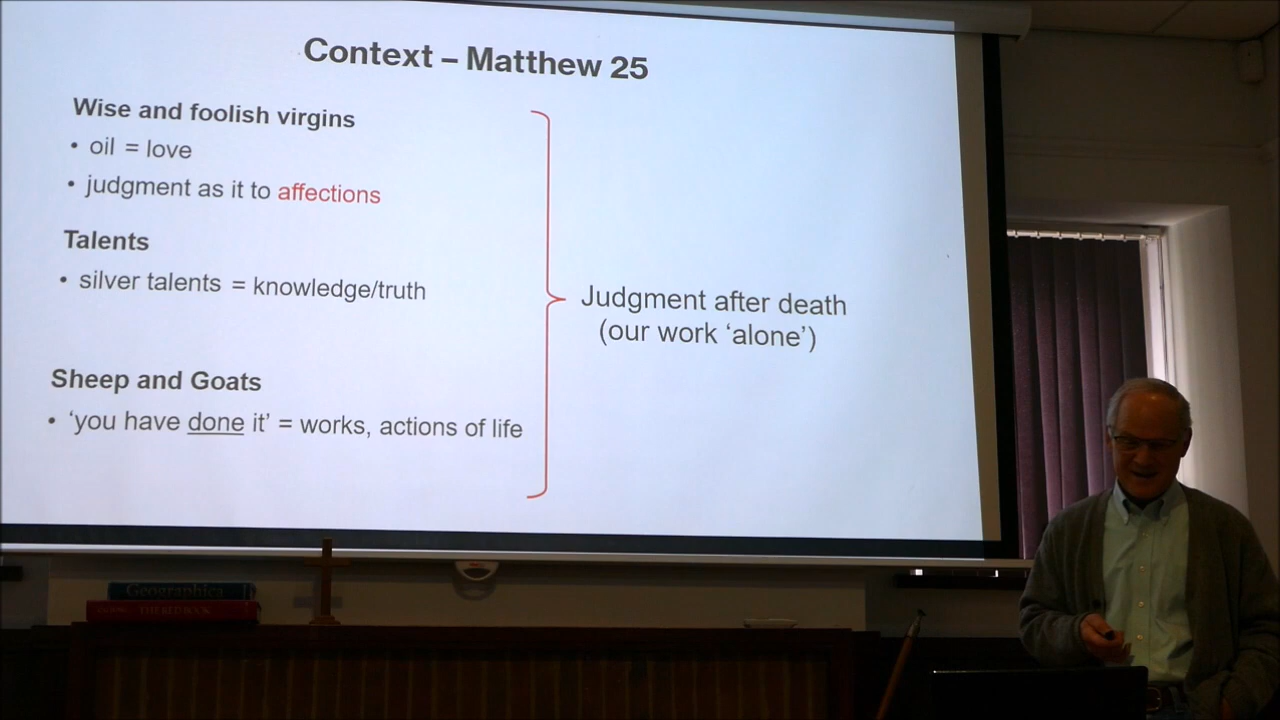 Context – Matthew 25
Wise and foolish virgins
• oil = love
• judgment as it to affections
Talents
• silver talents = knowledge/truth
Sheep and Goats
• ‘you have done it’ = works, actions of life
Judgment after death
(our work ‘alone’)
Geographica
THE RED BOOK